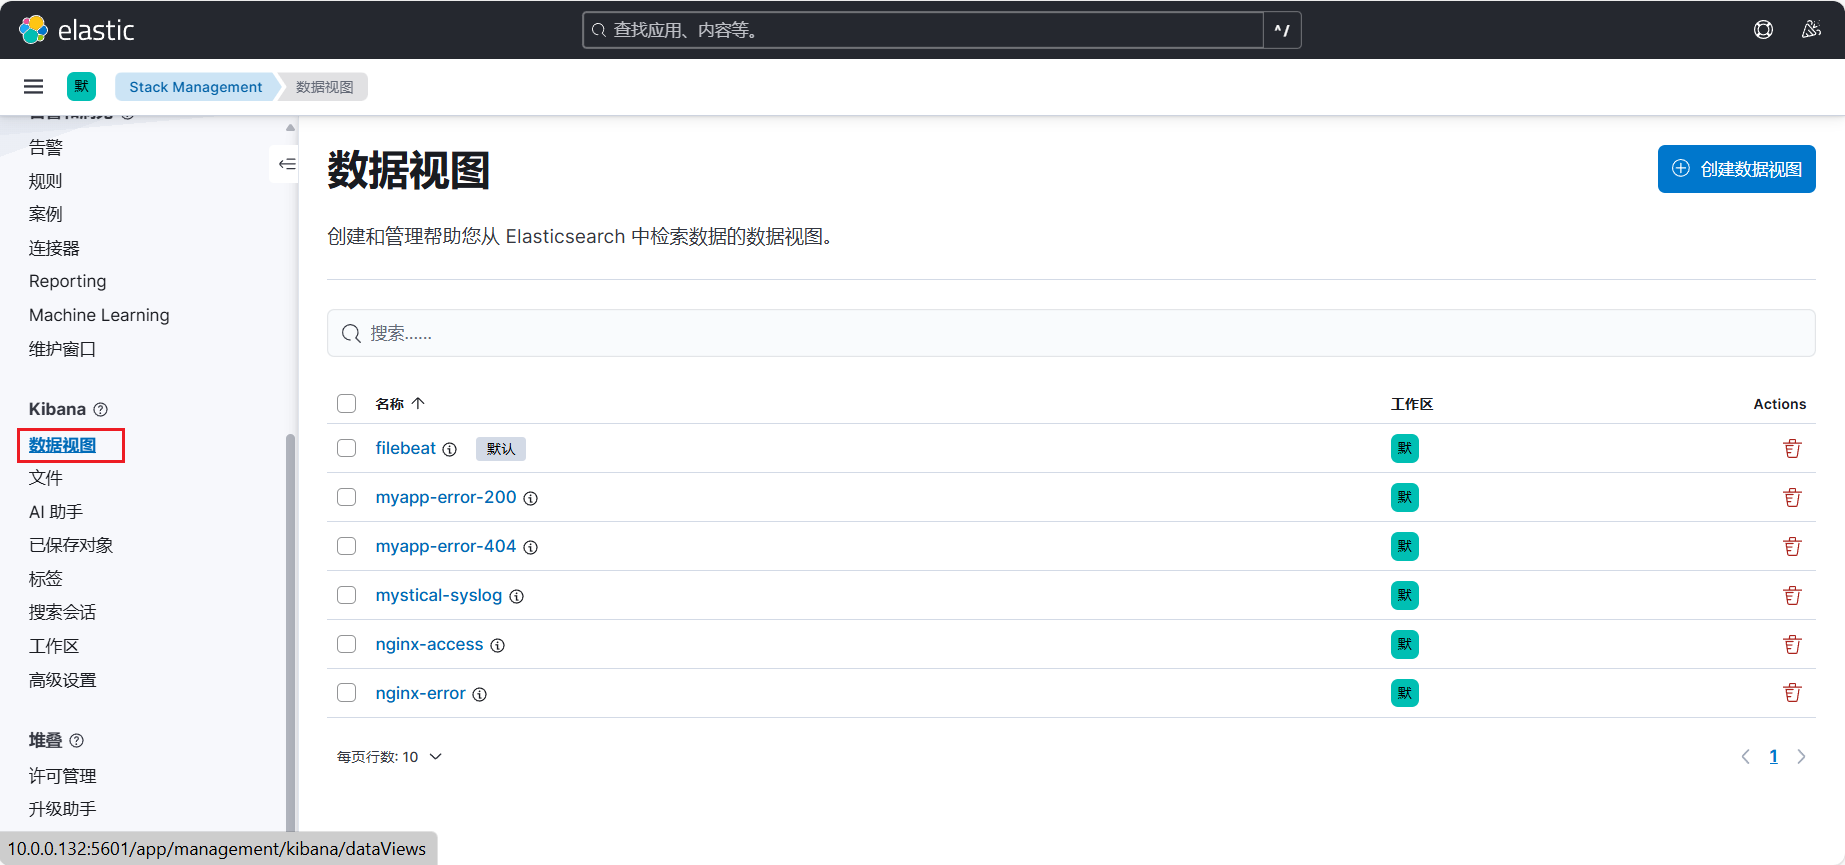 elastic
查找应用、内容等。
^/
默
Stack Management
数据视图
告警
规则
案例
连接器
Reporting
Machine Learning
维护窗口
Kibana
数据视图
文件
AI 助手
已保存对象
标签
搜索会话
工作区
高级设置
堆叠
许可管理
升级助手
10.0.0.132:5601/app/management/kibana/dataViews
数据视图
创建数据视图
创建和管理帮助您从 Elasticsearch 中检索数据的数据视图。
搜索......
名称 工作区 Actions
filebeat 默认 默
myapp-error-200 默
myapp-error-404 默
mystical-syslog 默
nginx-access 默
nginx-error 默
每页行数: 10
1